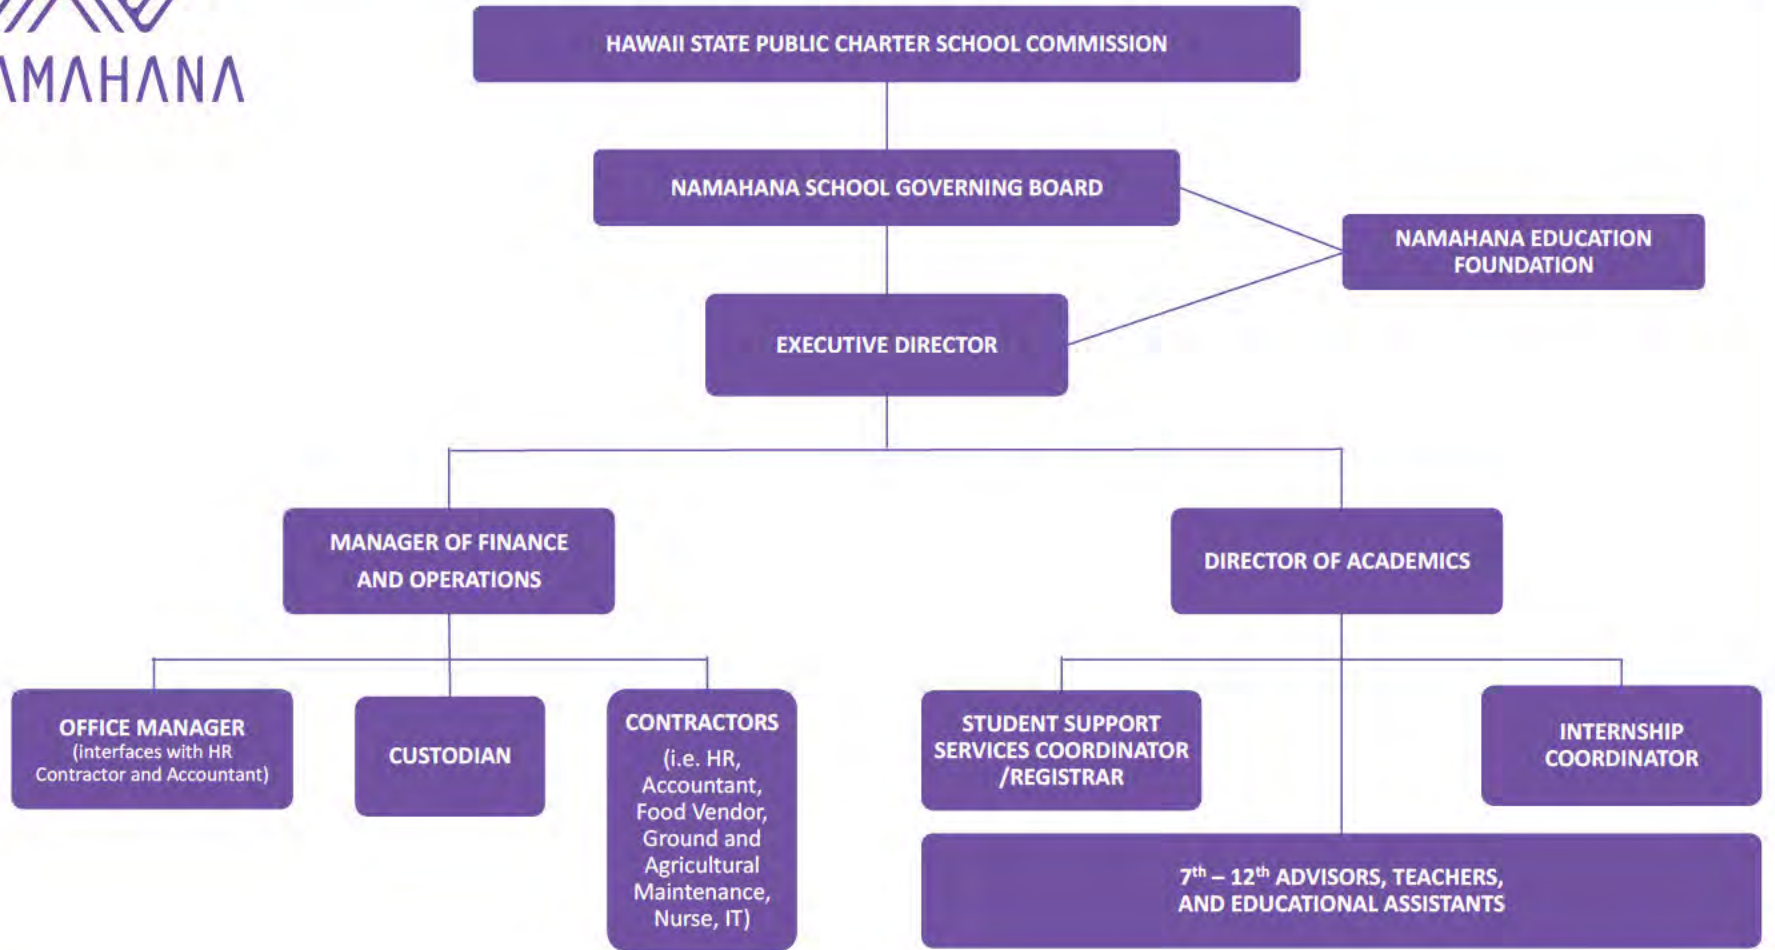 ΛMΛHΛNΛ
HAWAII STATE PUBLIC CHARTER SCHOOL COMMISSION
NAMAHANA SCHOOL GOVERNING BOARD
NAMAHANA EDUCATION
FOUNDATION
EXECUTIVE DIRECTOR
MANAGER OF FINANCE
AND OPERATIONS
DIRECTOR OF ACADEMICS
OFFICE MANAGER
(interfaces with HR
Contractor and Accountant)
CUSTODIAN
CONTRACTORS
(i.e. HR,
Accountant,
Food Vendor,
Ground and
Agricultural
Maintenance,
Nurse, IT)
STUDENT SUPPORT
SERVICES COORDINATOR
/REGISTRAR
INTERNSHIP
COORDINATOR
7th – 12th ADVISORS, TEACHERS,
AND EDUCATIONAL ASSISTANTS